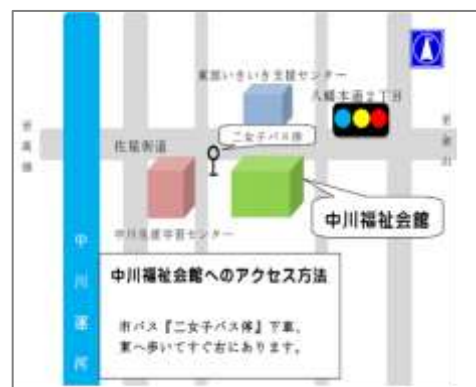 東部いきいき支援センター
八幡本通2丁目
二女子バス停
佐屋街道
中川福祉会館
中川生涯学習センター
中川運河
中川福祉会館へのアクセス方法
市バス『二女子バス停』下車、
東へ歩いてすぐ右にあります。